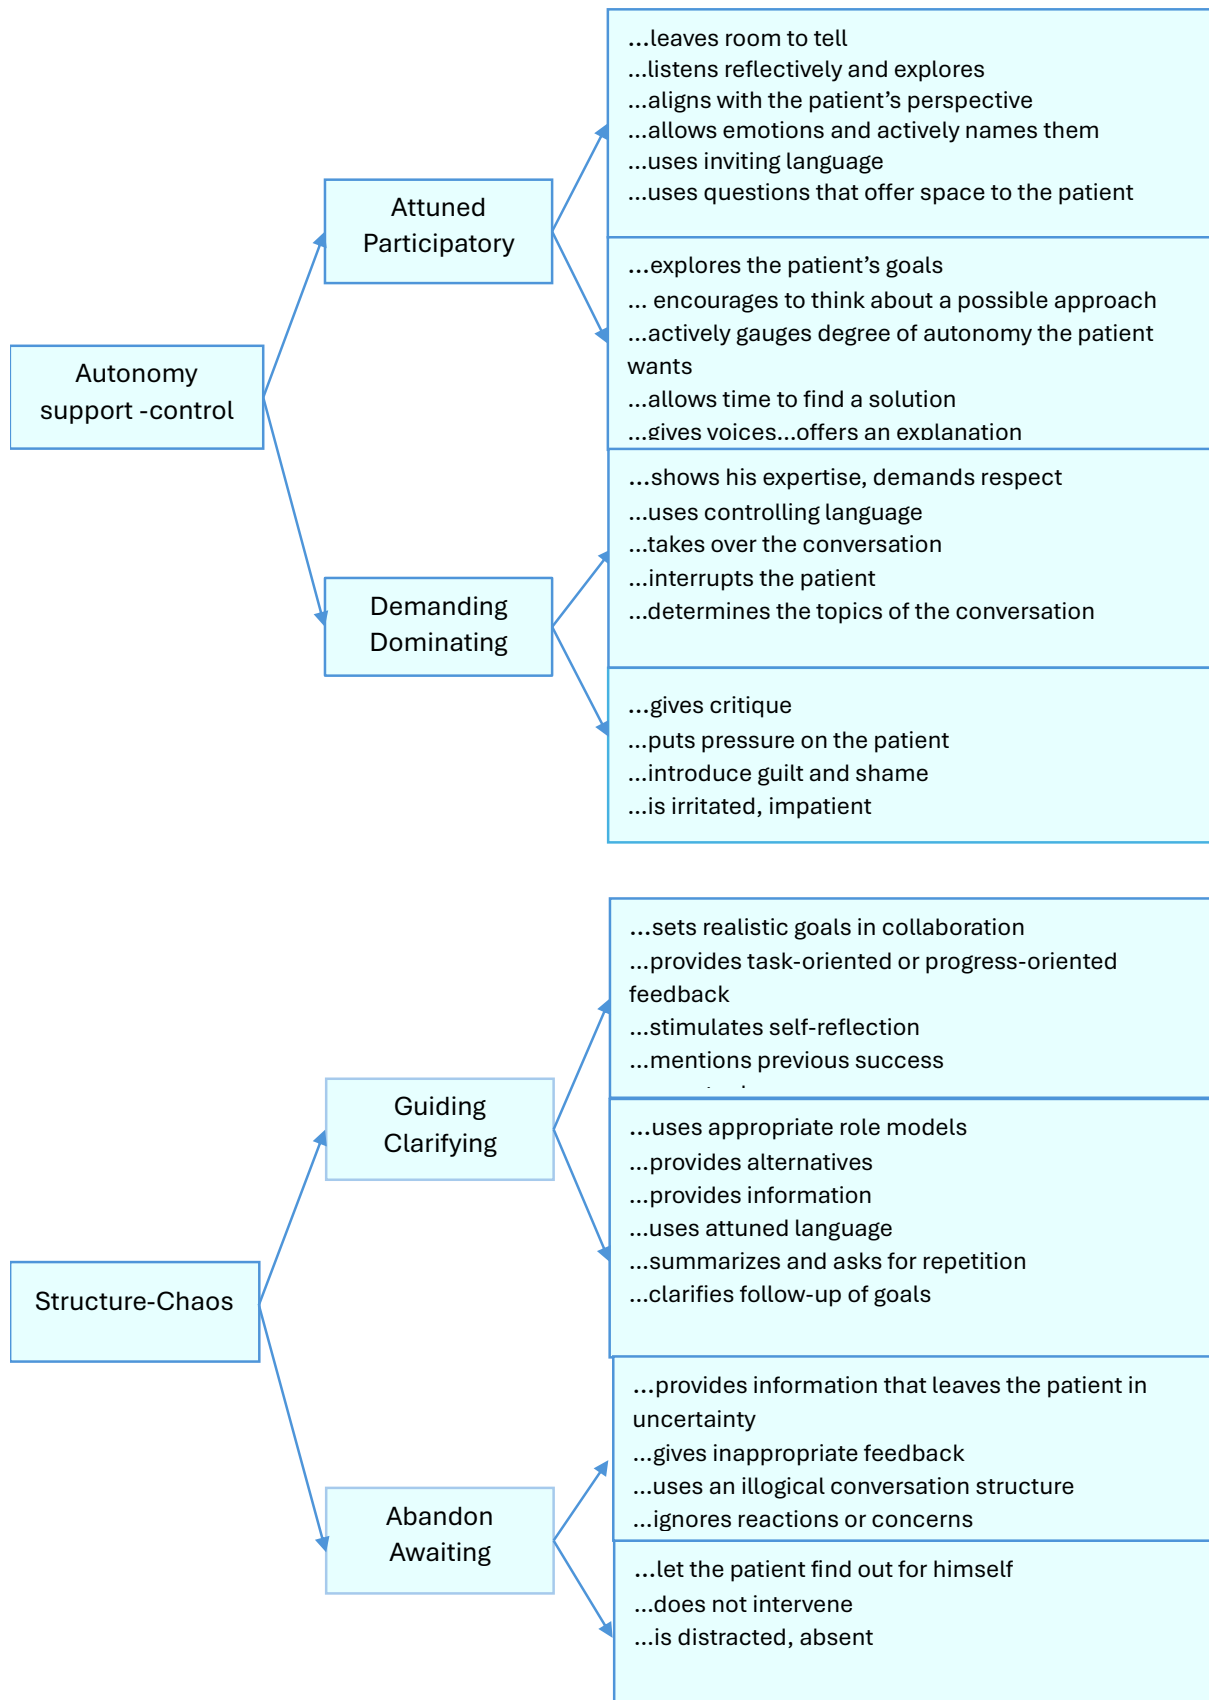 ...leaves room to tell
...listens reflectively and explores
...aligns with the patient’s perspective
...allows emotions and actively names them
...uses inviting language
...uses questions that offer space to the patient
Attuned
Participatory
...explores the patient’s goals
... encourages to think about a possible approach
...actively gauges degree of autonomy the patient
wants
...allows time to find a solution
...gives voices...offers an explanation
Autonomy
support -control
...shows his expertise, demands respect
...uses controlling language
...takes over the conversation
...interrupts the patient
...determines the topics of the conversation
Demanding
Dominating
...gives critique
...puts pressure on the patient
...introduce guilt and shame
...is irritated, impatient
...sets realistic goals in collaboration
...provides task-oriented or progress-oriented
feedback
...stimulates self-reflection
...mentions previous success
Guiding
Clarifying
...uses appropriate role models
...provides alternatives
...provides information
...uses attuned language
...summarizes and asks for repetition
...clarifies follow-up of goals
Structure-Chaos
...provides information that leaves the patient in
uncertainty
...gives inappropriate feedback
...uses an illogical conversation structure
...ignores reactions or concerns
Abandon
Awaiting
...let the patient find out for himself
...does not intervene
...is distracted, absent